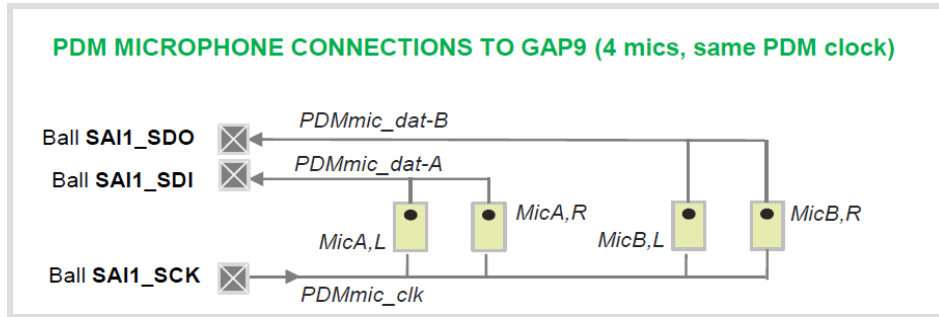 PDM MICROPHONE CONNECTIONS TO GAP9 (4 mics, same PDM clock)
Ball SAI1_SDO
PDMmic_dat-B
Ball SAI1_SDI
PDMmic_dat-A
MicA,L
MicA,R
MicB,L
MicB,R
Ball SAI1_SCK
PDMmic_clk